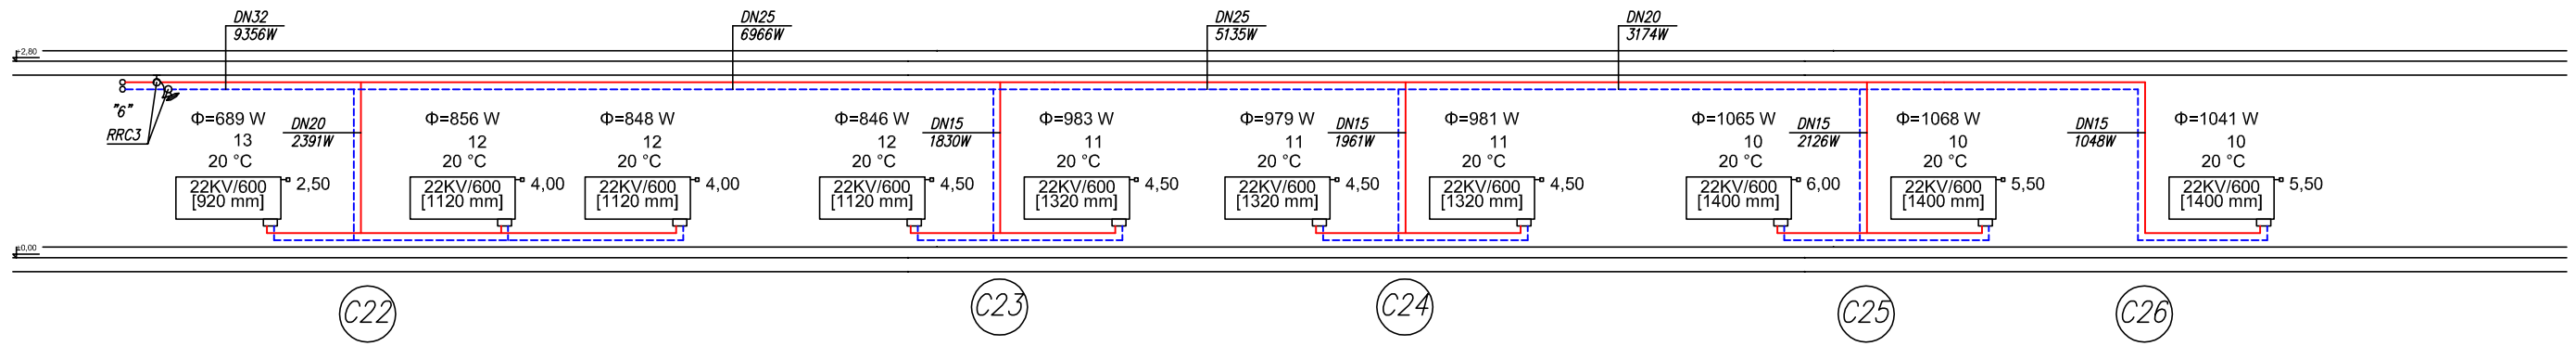 DN32
9356W
DN25
6966W
DN25
5135W
DN20
3174W
+2,80
"6"
RRC3
Φ=689 W
13
20 °C
22KV/600
[920 mm]
2,50
DN20
2391W
Φ=856 W
12
20 °C
22KV/600
[1120 mm]
4,00
Φ=848 W
12
20 °C
22KV/600
[1120 mm]
4,00
Φ=846 W
12
20 °C
22KV/600
[1120 mm]
4,50
DN15
1830W
Φ=983 W
11
20 °C
22KV/600
[1320 mm]
4,50
Φ=979 W
11
20 °C
22KV/600
[1320 mm]
4,50
DN15
1961W
Φ=981 W
11
20 °C
22KV/600
[1320 mm]
4,50
Φ=1065 W
10
20 °C
22KV/600
[1400 mm]
6,00
DN15
2126W
Φ=1068 W
10
20 °C
22KV/600
[1400 mm]
5,50
DN15
1048W
Φ=1041 W
10
20 °C
22KV/600
[1400 mm]
5,50
±0,00
C22
C23
C24
C25
C26